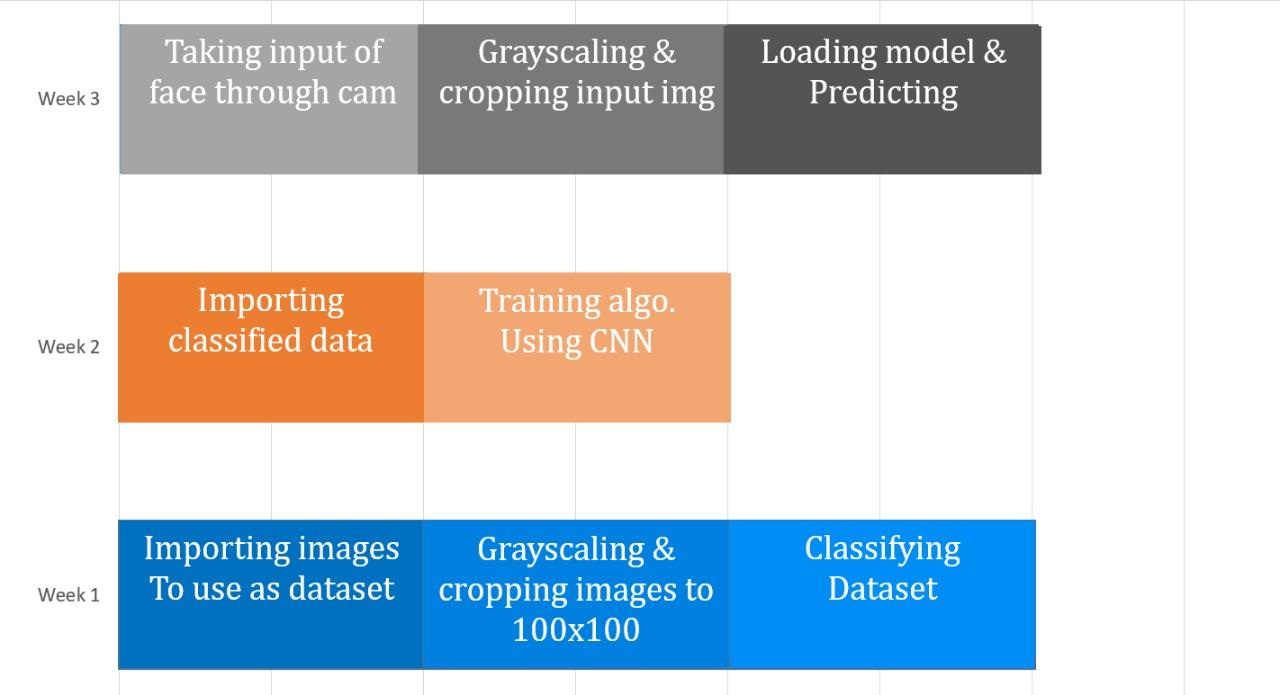 Week 3
Taking input of
face through cam
Grayscaling &
cropping input img
Loading model &
Predicting
Week 2
Importing
classified data
Training algo.
Using CNN
Week 1
Importing images
To use as dataset
Grayscaling &
cropping images to
100x100
Classifying
Dataset